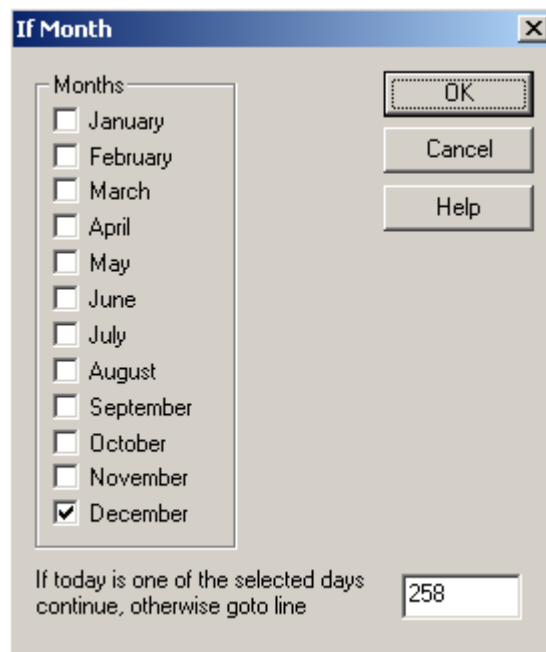 If Month
Months
January
February
March
April
May
June
July
August
September
October
November
December
OK
Cancel
Help
If today is one of the selected days
continue, otherwise goto line
258